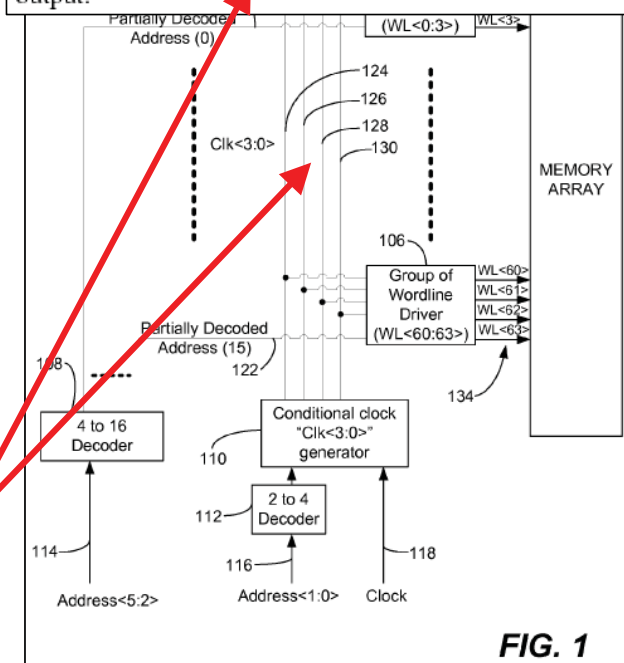 output.
Partially Decoded
Address (0)
(WL<0:3>)
WL<3>
124
126
128
130
Clk<3:0>
MEMORY
ARRAY
106
Group of
Wordline
Driver
(WL<60:63>)
WL<60>
WL<61>
WL<62>
WL<63>
Partially Decoded
Address (15)
122
134
108
4 to 16
Decoder
Conditional clock
"Clk<3:0>"
generator
110
2 to 4
Decoder
112
114
116
118
Address<5:2>
Address<1:0>
Clock
FIG. 1